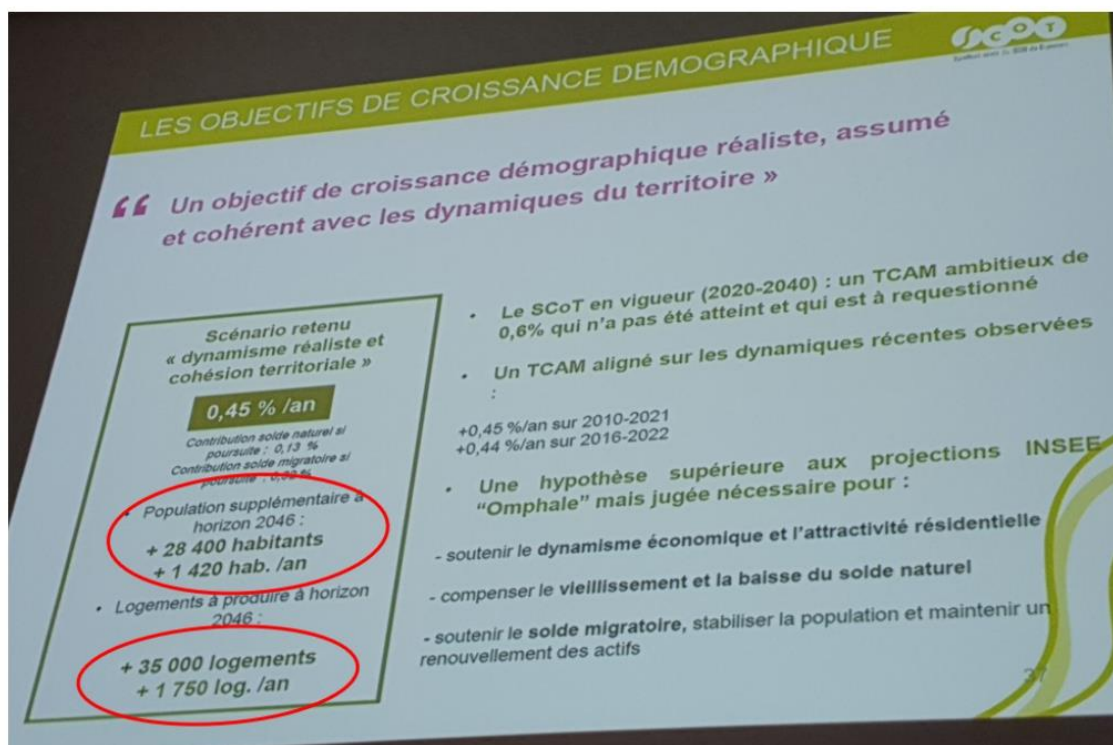 LES OBJECTIFS DE CROISSANCE DEMOGRAPHIQUE
SCOT
“ Un objectif de croissance démographique réaliste, assumé
et cohérent avec les dynamiques du territoire »
Scénario retenu
« dynamisme réaliste et
cohésion territoriale »
0,45 % /an
Contribution solde naturel si
poursuite : 0,13 %
Contribution solde migratoire si
poursuite :
• Population supplémentaire à
horizon 2046 :
+ 28 400 habitants
+ 1 420 hab. /an
• Logements à produire à horizon
2046 :
+ 35 000 logements
+ 1 750 log. /an
• Le SCoT en vigueur (2020-2040) : un TCAM ambitieux de
0,6% qui n'a pas été atteint et qui est à requestionné
• Un TCAM aligné sur les dynamiques récentes observées
:
+0,45 %/an sur 2010-2021
+0,44 %/an sur 2016-2022
• Une hypothèse supérieure aux projections INSEE
“Omphale” mais jugée nécessaire pour :
- soutenir le dynamisme économique et l'attractivité résidentielle
- compenser le vieillissement et la baisse du solde naturel
- soutenir le solde migratoire, stabiliser la population et maintenir un
renouvellement des actifs
37